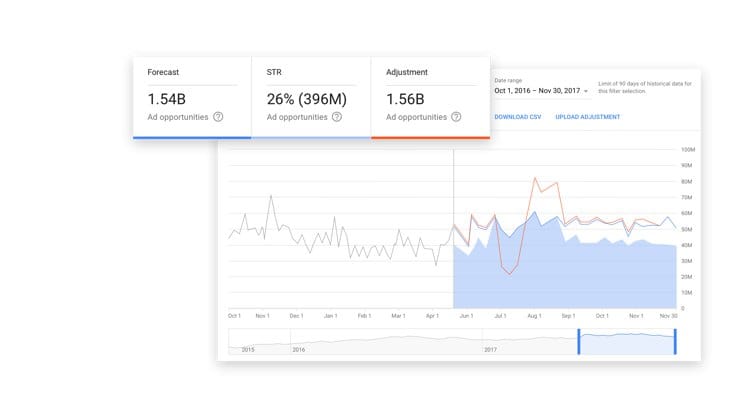 Forecast
1.54B
Ad opportunities ?
STR
26% (396M)
Ad opportunities ?
Adjustment
1.56B
Ad opportunities ?
Date range
Oct 1, 2016 – Nov 30, 2017
Limit of 90 days of historical data for
this filter selection.
DOWNLOAD CSV
UPLOAD ADJUSTMENT
100M
90M
80M
70M
60M
50M
40M
30M
20M
10M
0
Oct 1 Nov 1 Dec 1 Jan 1 Feb 1 Mar 1 Apr 1 Jun 1 Jul 1 Aug 1 Sep 1 Oct 1 Nov 1 Nov 30
2015 2016 2017